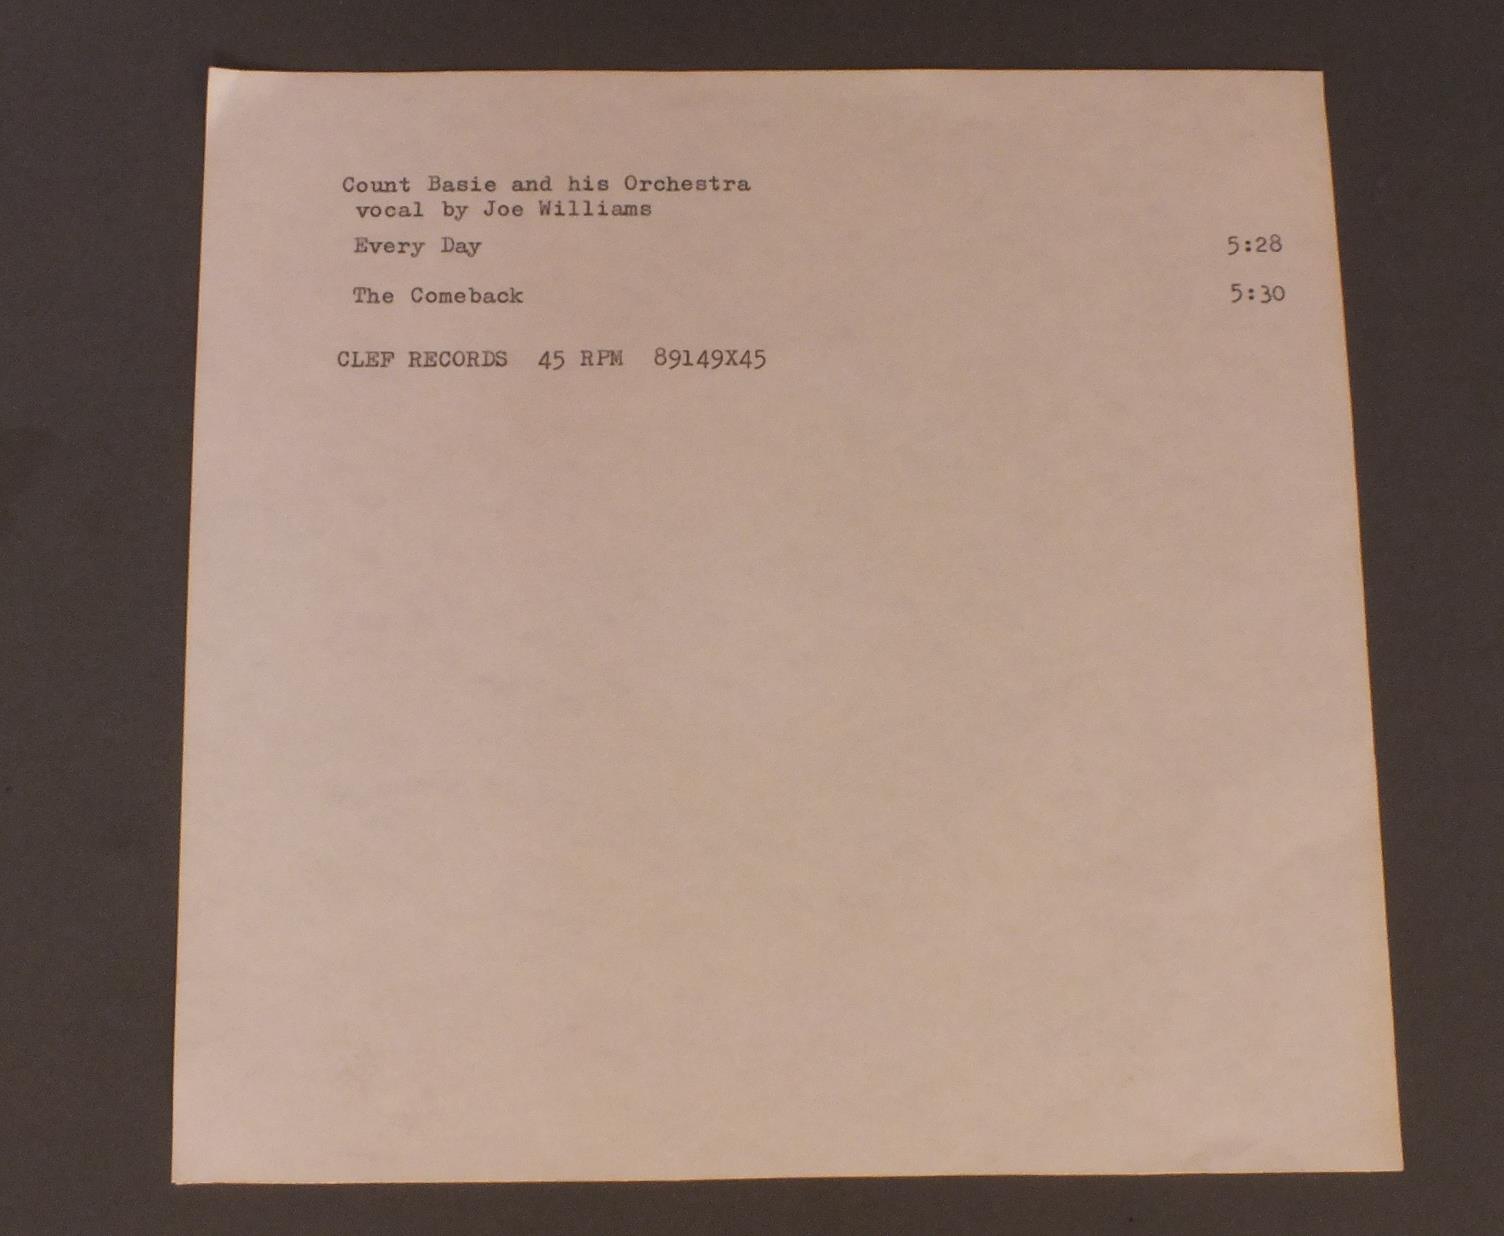 Count Basie and his Orchestra
vocal by Joe Williams
Every Day 5:28
The Comeback 5:30
CLEF RECORDS 45 RPM 89149X45